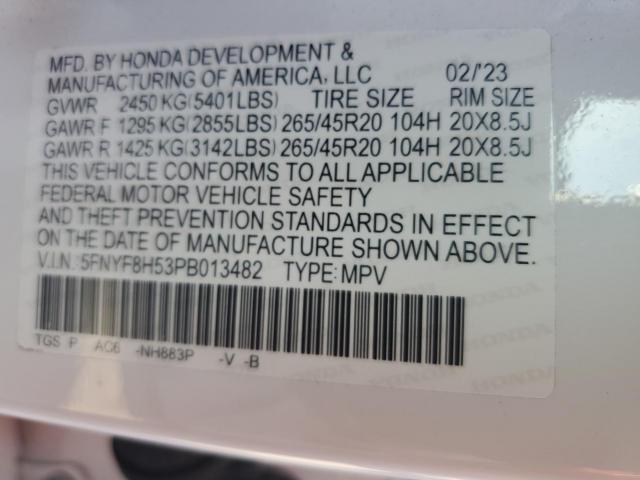 MFD. BY HONDA DEVELOPMENT &
MANUFACTURING OF AMERICA, LLC 02/'23
GVWR 2450 KG(5401LBS) TIRE SIZE RIM SIZE
GAWR F 1295 KG(2855LBS) 265/45R20 104H 20X8.5J
GAWR R 1425 KG(3142LBS) 265/45R20 104H 20X8.5J
THIS VEHICLE CONFORMS TO ALL APPLICABLE
FEDERAL MOTOR VEHICLE SAFETY
AND THEFT PREVENTION STANDARDS IN EFFECT
ON THE DATE OF MANUFACTURE SHOWN ABOVE.
V.I.N.:5FNYF8H53PB013482 TYPE:MPV
TGS P AC6 -NH883P -V -B